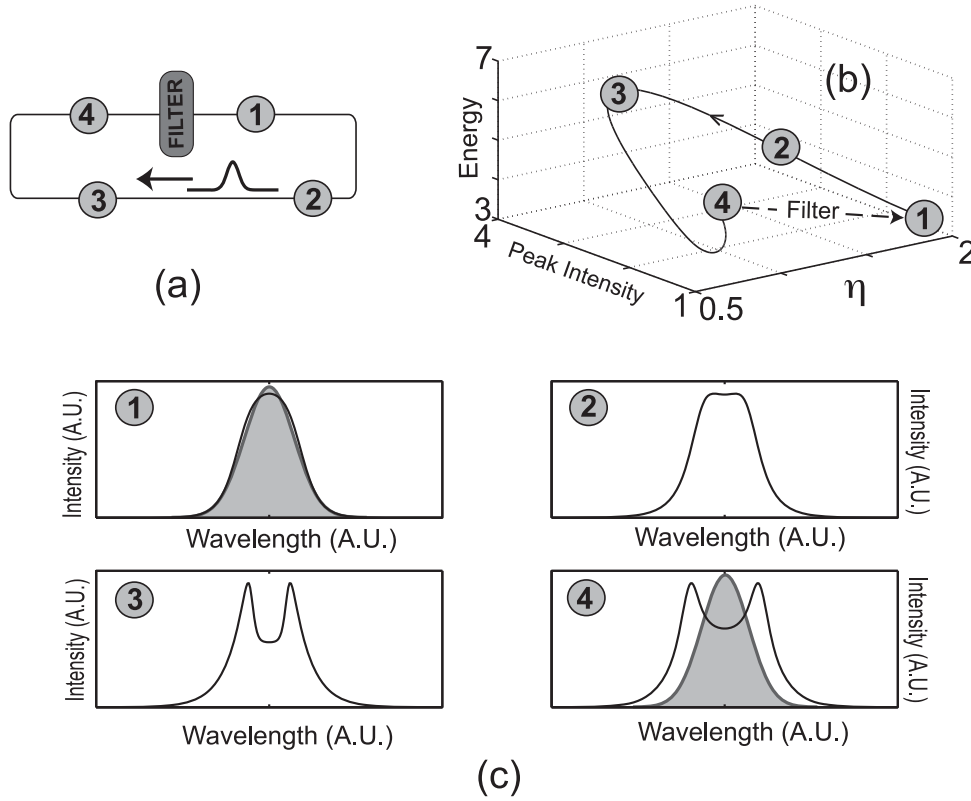 FILTER
4
1
3
2
(a)
(b)
7
Energy
3
4
Peak Intensity
1
0.5
η
2
3
2
4
Filter
1
1
Intensity (A.U.)
Wavelength (A.U.)
2
Intensity (A.U.)
Wavelength (A.U.)
3
Intensity (A.U.)
Wavelength (A.U.)
4
Intensity (A.U.)
Wavelength (A.U.)
(c)